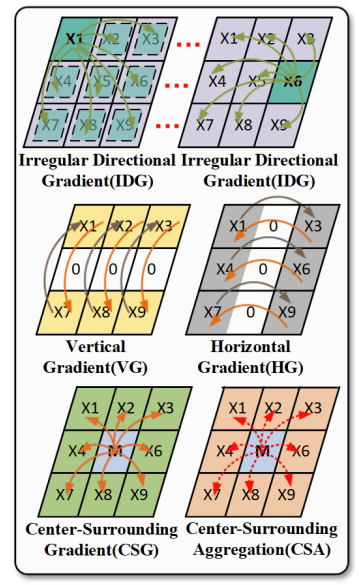 X1 X2 X3
X4 X5 X6
X7 X8 X9
...
...
X1 X2 X3
X4 X5 X6
X7 X8 X9
Irregular Directional
Gradient(IDG)
Irregular Directional
Gradient(IDG)
X1 X2 X3
0 0 0
X7 X8 X9
Vertical
Gradient(VG)
X1 0 X3
X4 0 X6
X7 0 X9
Horizontal
Gradient(HG)
X1 X2 X3
X4 M X6
X7 X8 X9
Center-Surrounding
Gradient(CSG)
X1 X2 X3
X4 M X6
X7 X8 X9
Center-Surrounding
Aggregation(CSA)